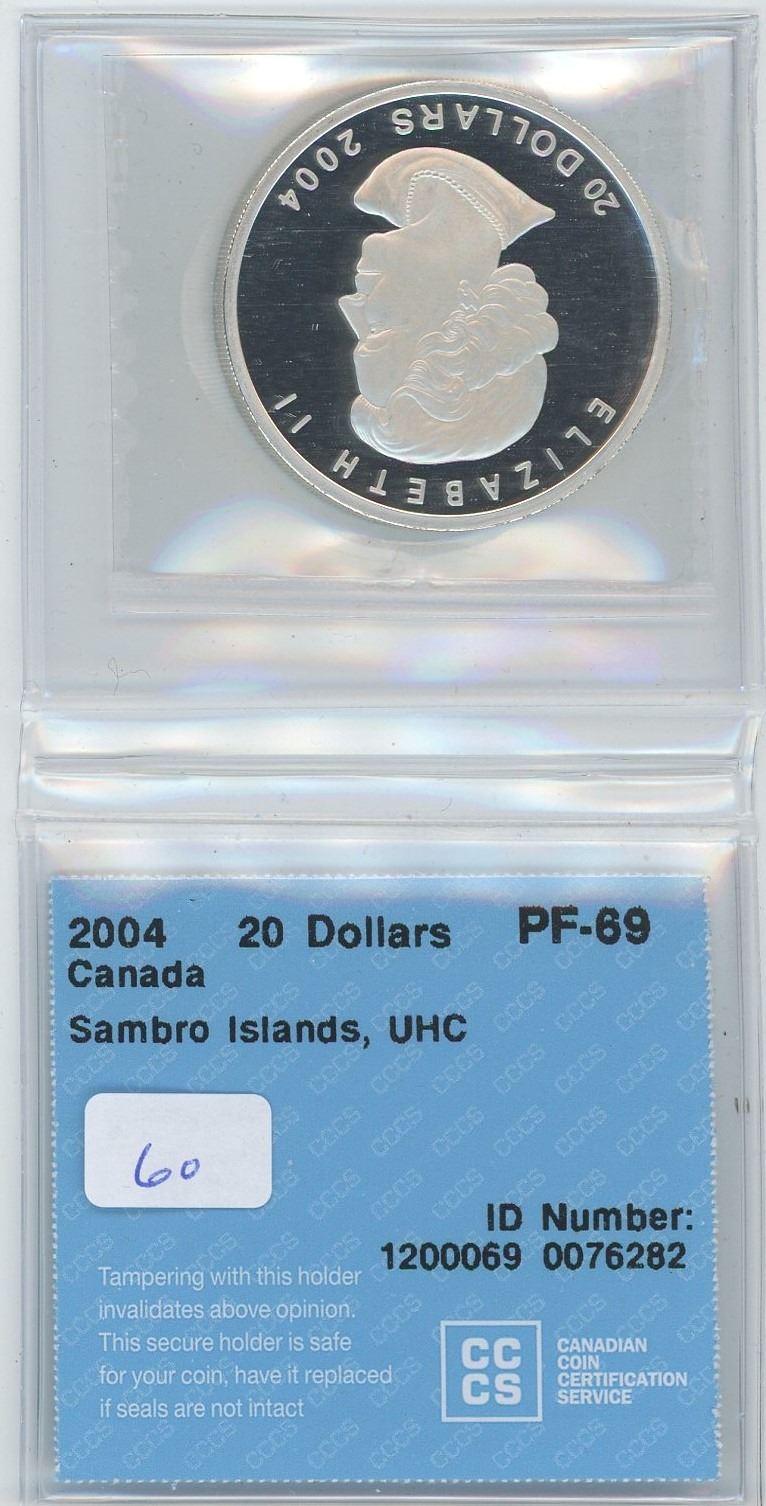 ELIZABETH II
20 DOLLARS 2004
2004 20 Dollars PF-69
Canada
Sambro Islands, UHC
60
ID Number:
1200069 0076282
Tampering with this holder
invalidates above opinion.
This secure holder is safe
for your coin, have it replaced
if seals are not intact
CC
CS
CANADIAN
COIN
CERTIFICATION
SERVICE